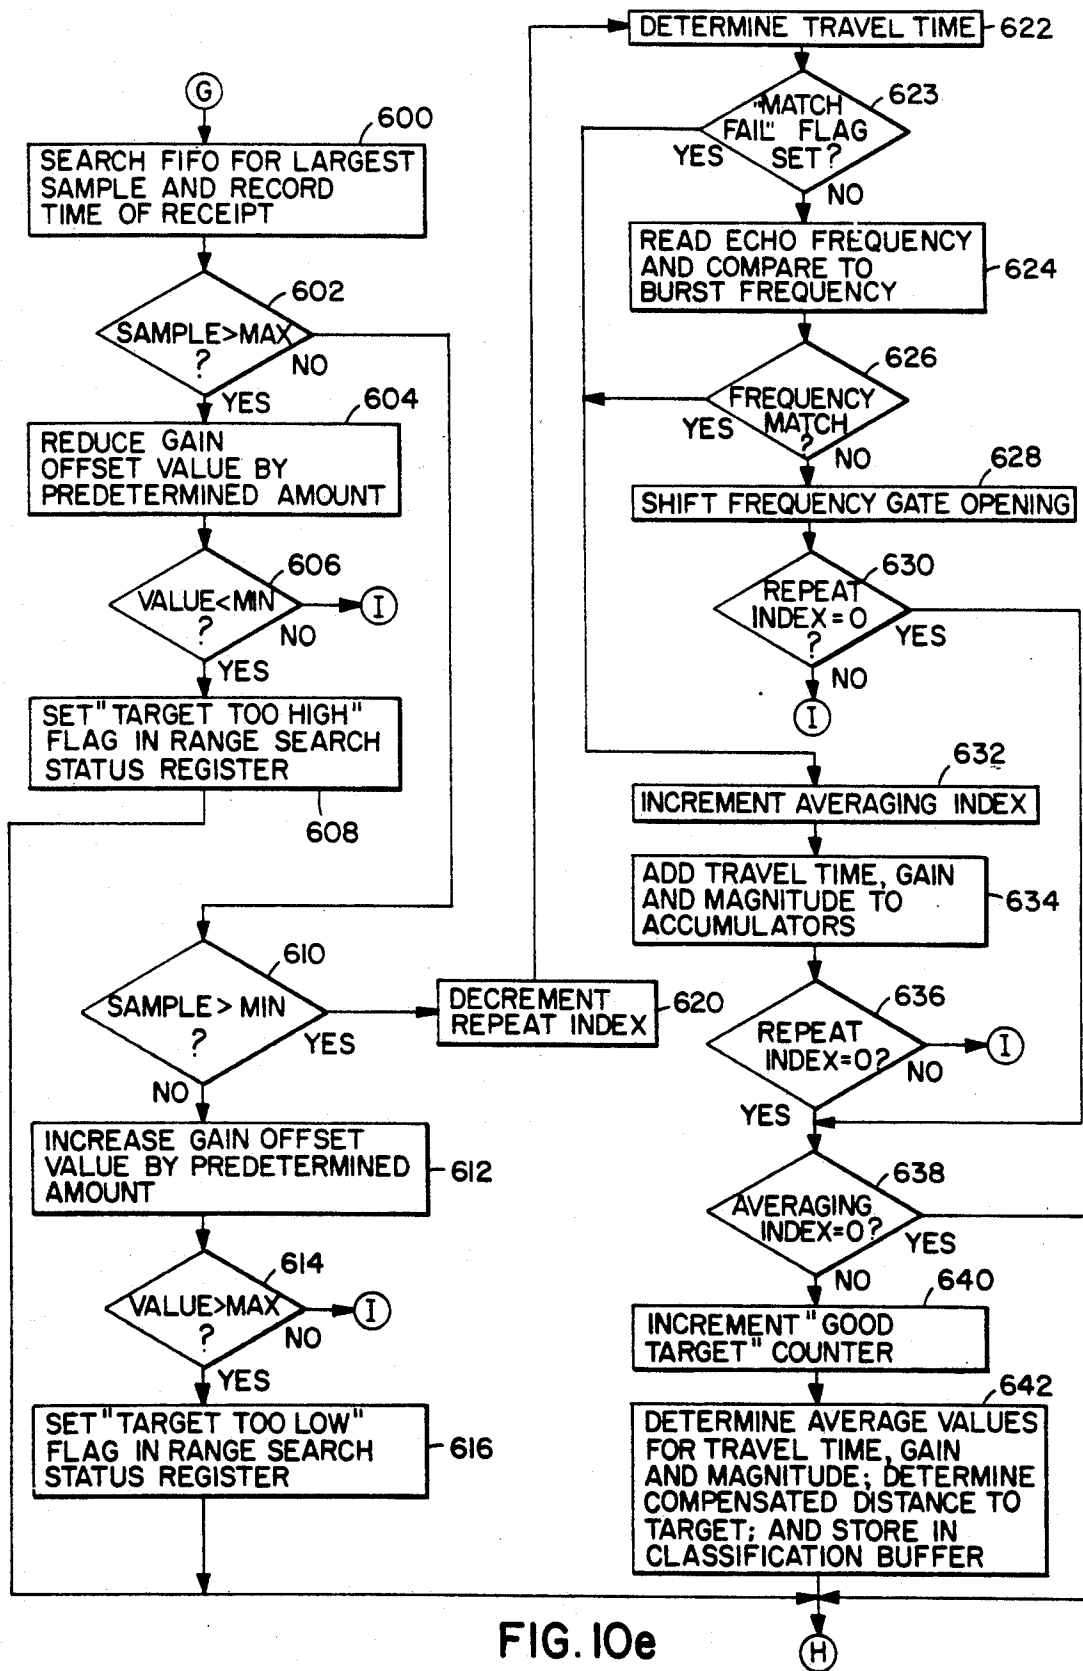 G
600
SEARCH FIFO FOR LARGEST
SAMPLE AND RECORD
TIME OF RECEIPT
602
SAMPLE>MAX
?
NO
YES
604
REDUCE GAIN
OFFSET VALUE BY
PREDETERMINED AMOUNT
606
VALUE<MIN
?
NO
I
YES
SET "TARGET TOO HIGH"
FLAG IN RANGE SEARCH
STATUS REGISTER
608
610
SAMPLE>MIN
?
YES
NO
DECREMENT
REPEAT INDEX
620
INCREASE GAIN OFFSET
VALUE BY PREDETERMINED
AMOUNT
612
614
VALUE>MAX
?
NO
I
YES
SET "TARGET TOO LOW"
FLAG IN RANGE SEARCH
STATUS REGISTER
616
DETERMINE TRAVEL TIME
622
623
"MATCH
FAIL" FLAG
SET?
YES
NO
READ ECHO FREQUENCY
AND COMPARE TO
BURST FREQUENCY
624
626
FREQUENCY
MATCH
?
YES
NO
628
SHIFT FREQUENCY GATE OPENING
630
REPEAT
INDEX=0
?
YES
NO
I
632
INCREMENT AVERAGING INDEX
ADD TRAVEL TIME, GAIN
AND MAGNITUDE TO
ACCUMULATORS
634
636
REPEAT
INDEX=0?
NO
I
YES
638
AVERAGING
INDEX=0?
YES
NO
640
INCREMENT "GOOD
TARGET" COUNTER
642
DETERMINE AVERAGE VALUES
FOR TRAVEL TIME, GAIN
AND MAGNITUDE; DETERMINE
COMPENSATED DISTANCE TO
TARGET; AND STORE IN
CLASSIFICATION BUFFER
H
FIG. 10e